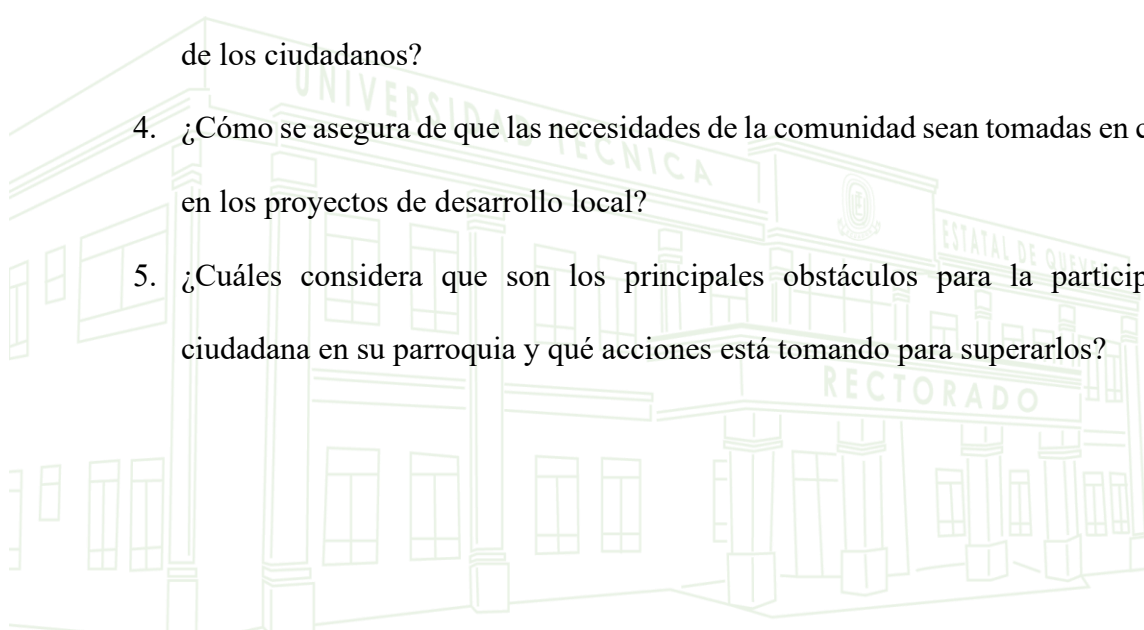 de los ciudadanos?
4. ¿Cómo se asegura de que las necesidades de la comunidad sean tomadas en
en los proyectos de desarrollo local?
5. ¿Cuáles considera que son los principales obstáculos para la
ciudadana en su parroquia y qué acciones está tomando para superarlos?
UNIVERSIDAD TECNICA
ESTATAL DE
RECTORADO